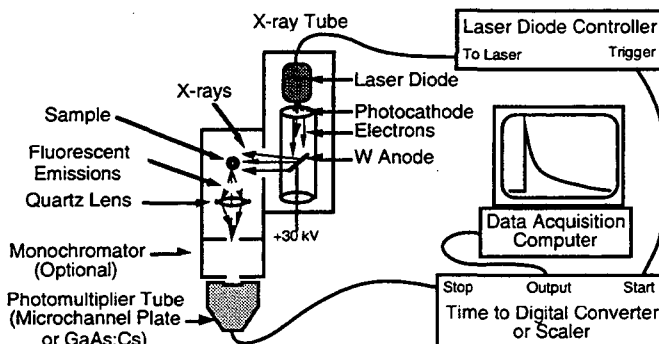 X-ray Tube
Laser Diode Controller
To Laser
Trigger
Laser Diode
X-rays
Photocathode
Sample
Electrons
Fluorescent
Emissions
W Anode
Quartz Lens
+30 kV
Data Acquisition
Computer
Monochromator
(Optional)
Stop
Output
Start
Photomultiplier Tube
(Microchannel Plate
or GaAs:Cs)
Time to Digital Converter
or Scaler